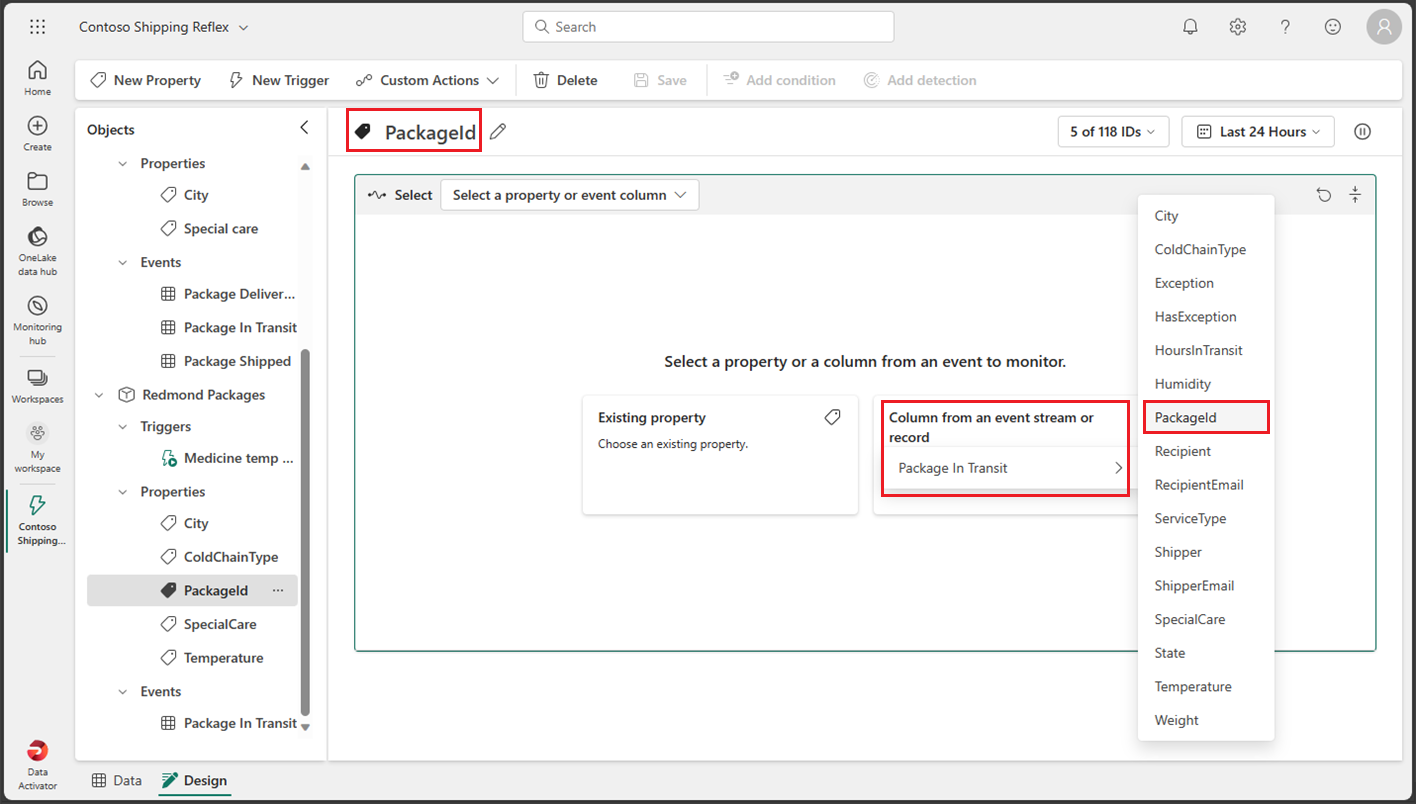 Contoso Shipping Reflex
Search
Home
Create
Browse
OneLake
data hub
Monitoring
hub
Workspaces
My
workspace
Contoso
Shipping...
Data
Activator
New Property
New Trigger
Custom Actions
Delete
Save
Add condition
Add detection
Objects
Properties
City
Special care
Events
Package Deliver...
Package In Transit
Package Shipped
Redmond Packages
Triggers
Medicine temp ...
Properties
City
ColdChainType
PackageId
SpecialCare
Temperature
Events
Package In Transit
PackageId
5 of 118 IDs
Last 24 Hours
Select
Select a property or event column
Select a property or a column from an event to monitor.
Existing property
Choose an existing property.
Column from an event stream or
record
Package In Transit
City
ColdChainType
Exception
HasException
HoursInTransit
Humidity
PackageId
Recipient
RecipientEmail
ServiceType
Shipper
ShipperEmail
SpecialCare
State
Temperature
Weight
Data
Design